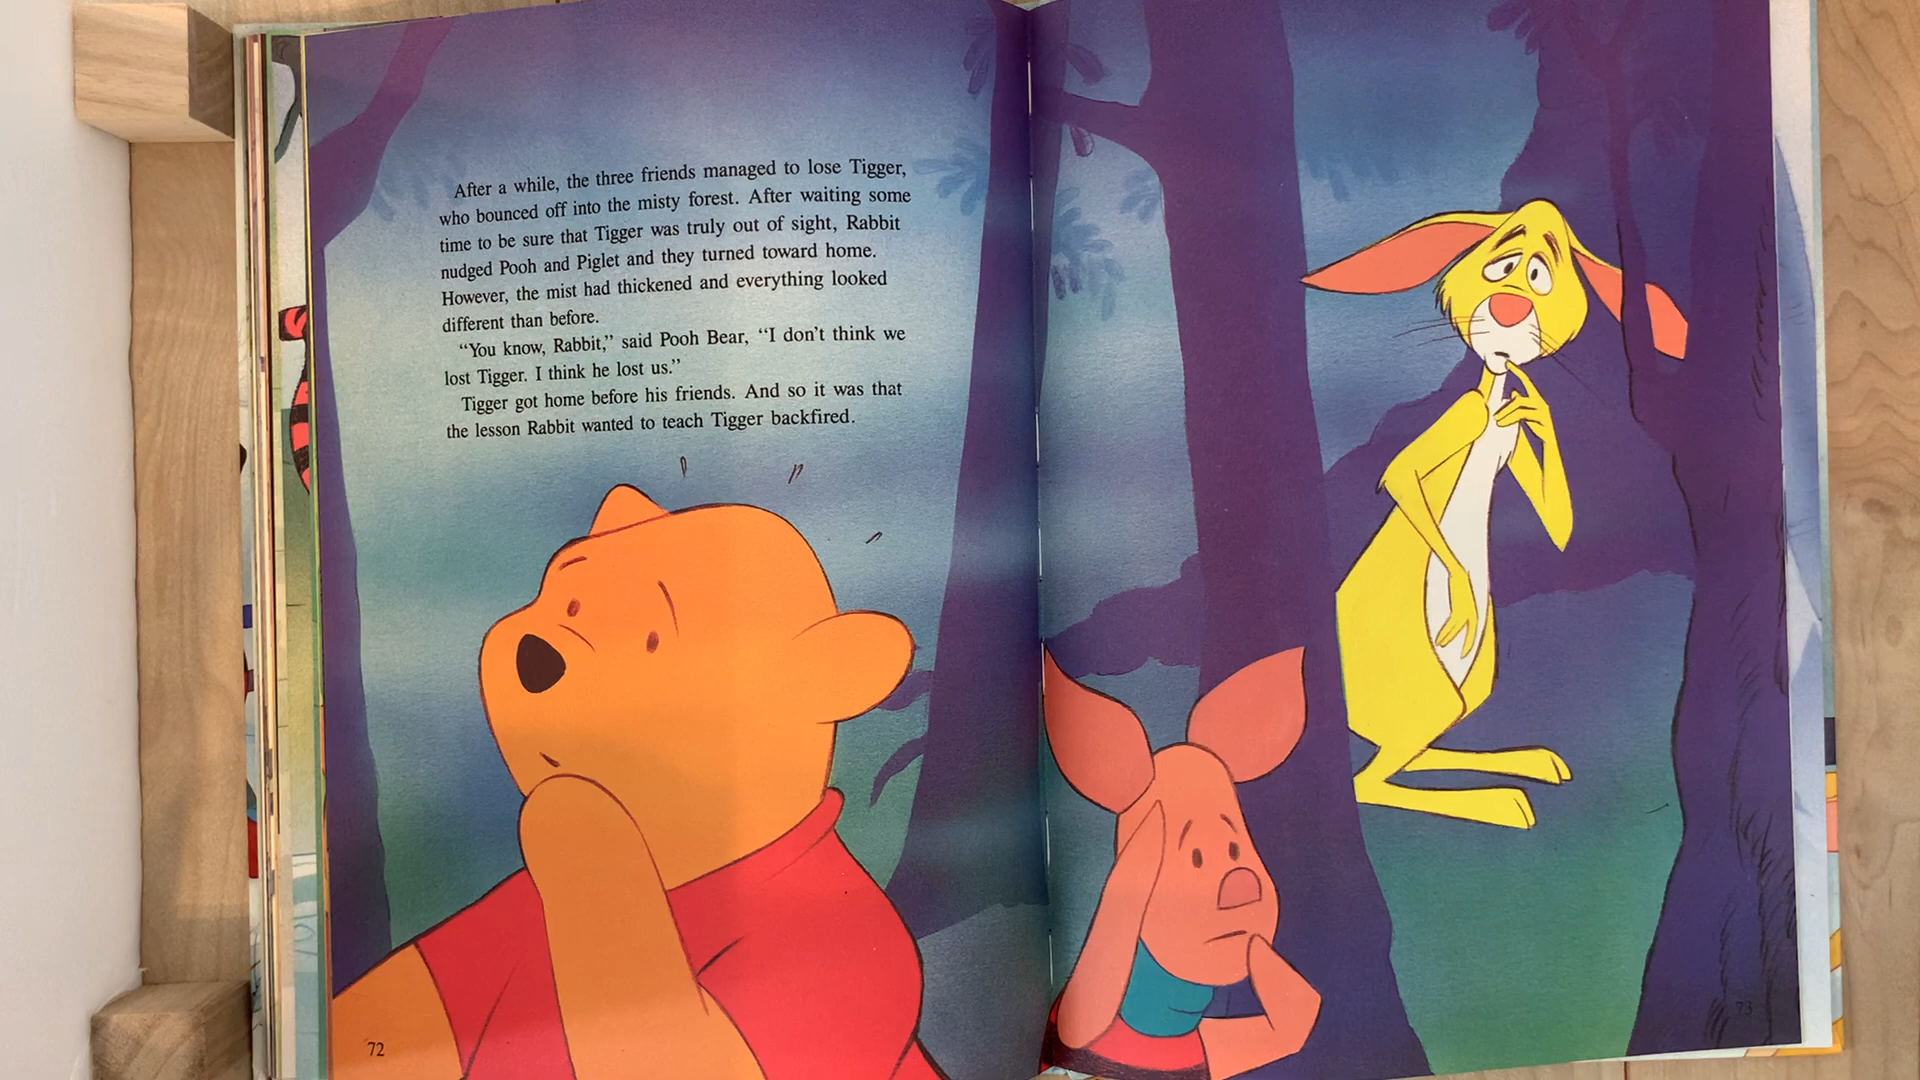 After a while, the three friends managed to lose Tigger,
who bounced off into the misty forest. After waiting some
time to be sure that Tigger was truly out of sight, Rabbit
nudged Pooh and Piglet and they turned toward home.
However, the mist had thickened and everything looked
different than before.
“You know, Rabbit,” said Pooh Bear, “I don’t think we
lost Tigger. I think he lost us.”
Tigger got home before his friends. And so it was that
the lesson Rabbit wanted to teach Tigger backfired.
72
73